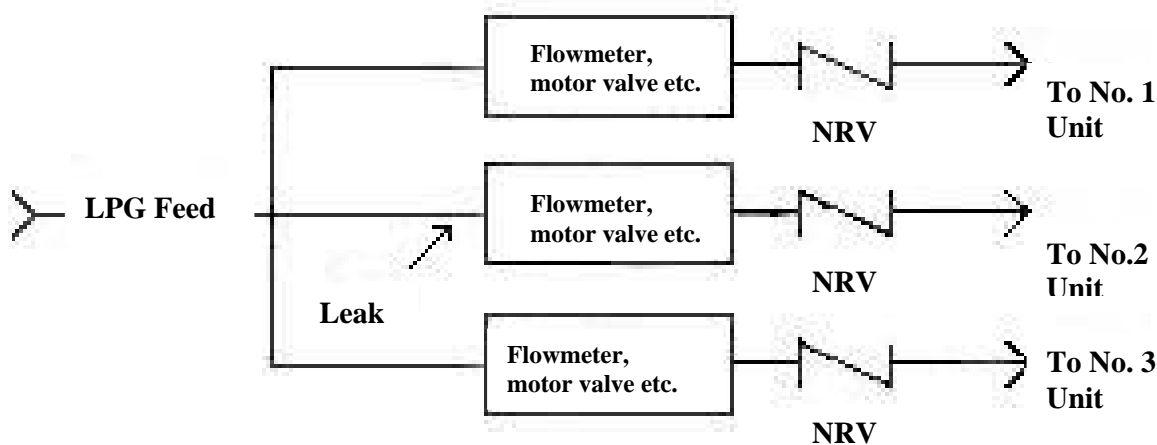 Flowmeter,
motor valve etc.
To No. 1
Unit
NRV
LPG Feed
Flowmeter,
motor valve etc.
To No.2
Unit
NRV
Leak
Flowmeter,
motor valve etc.
To No. 3
Unit
NRV